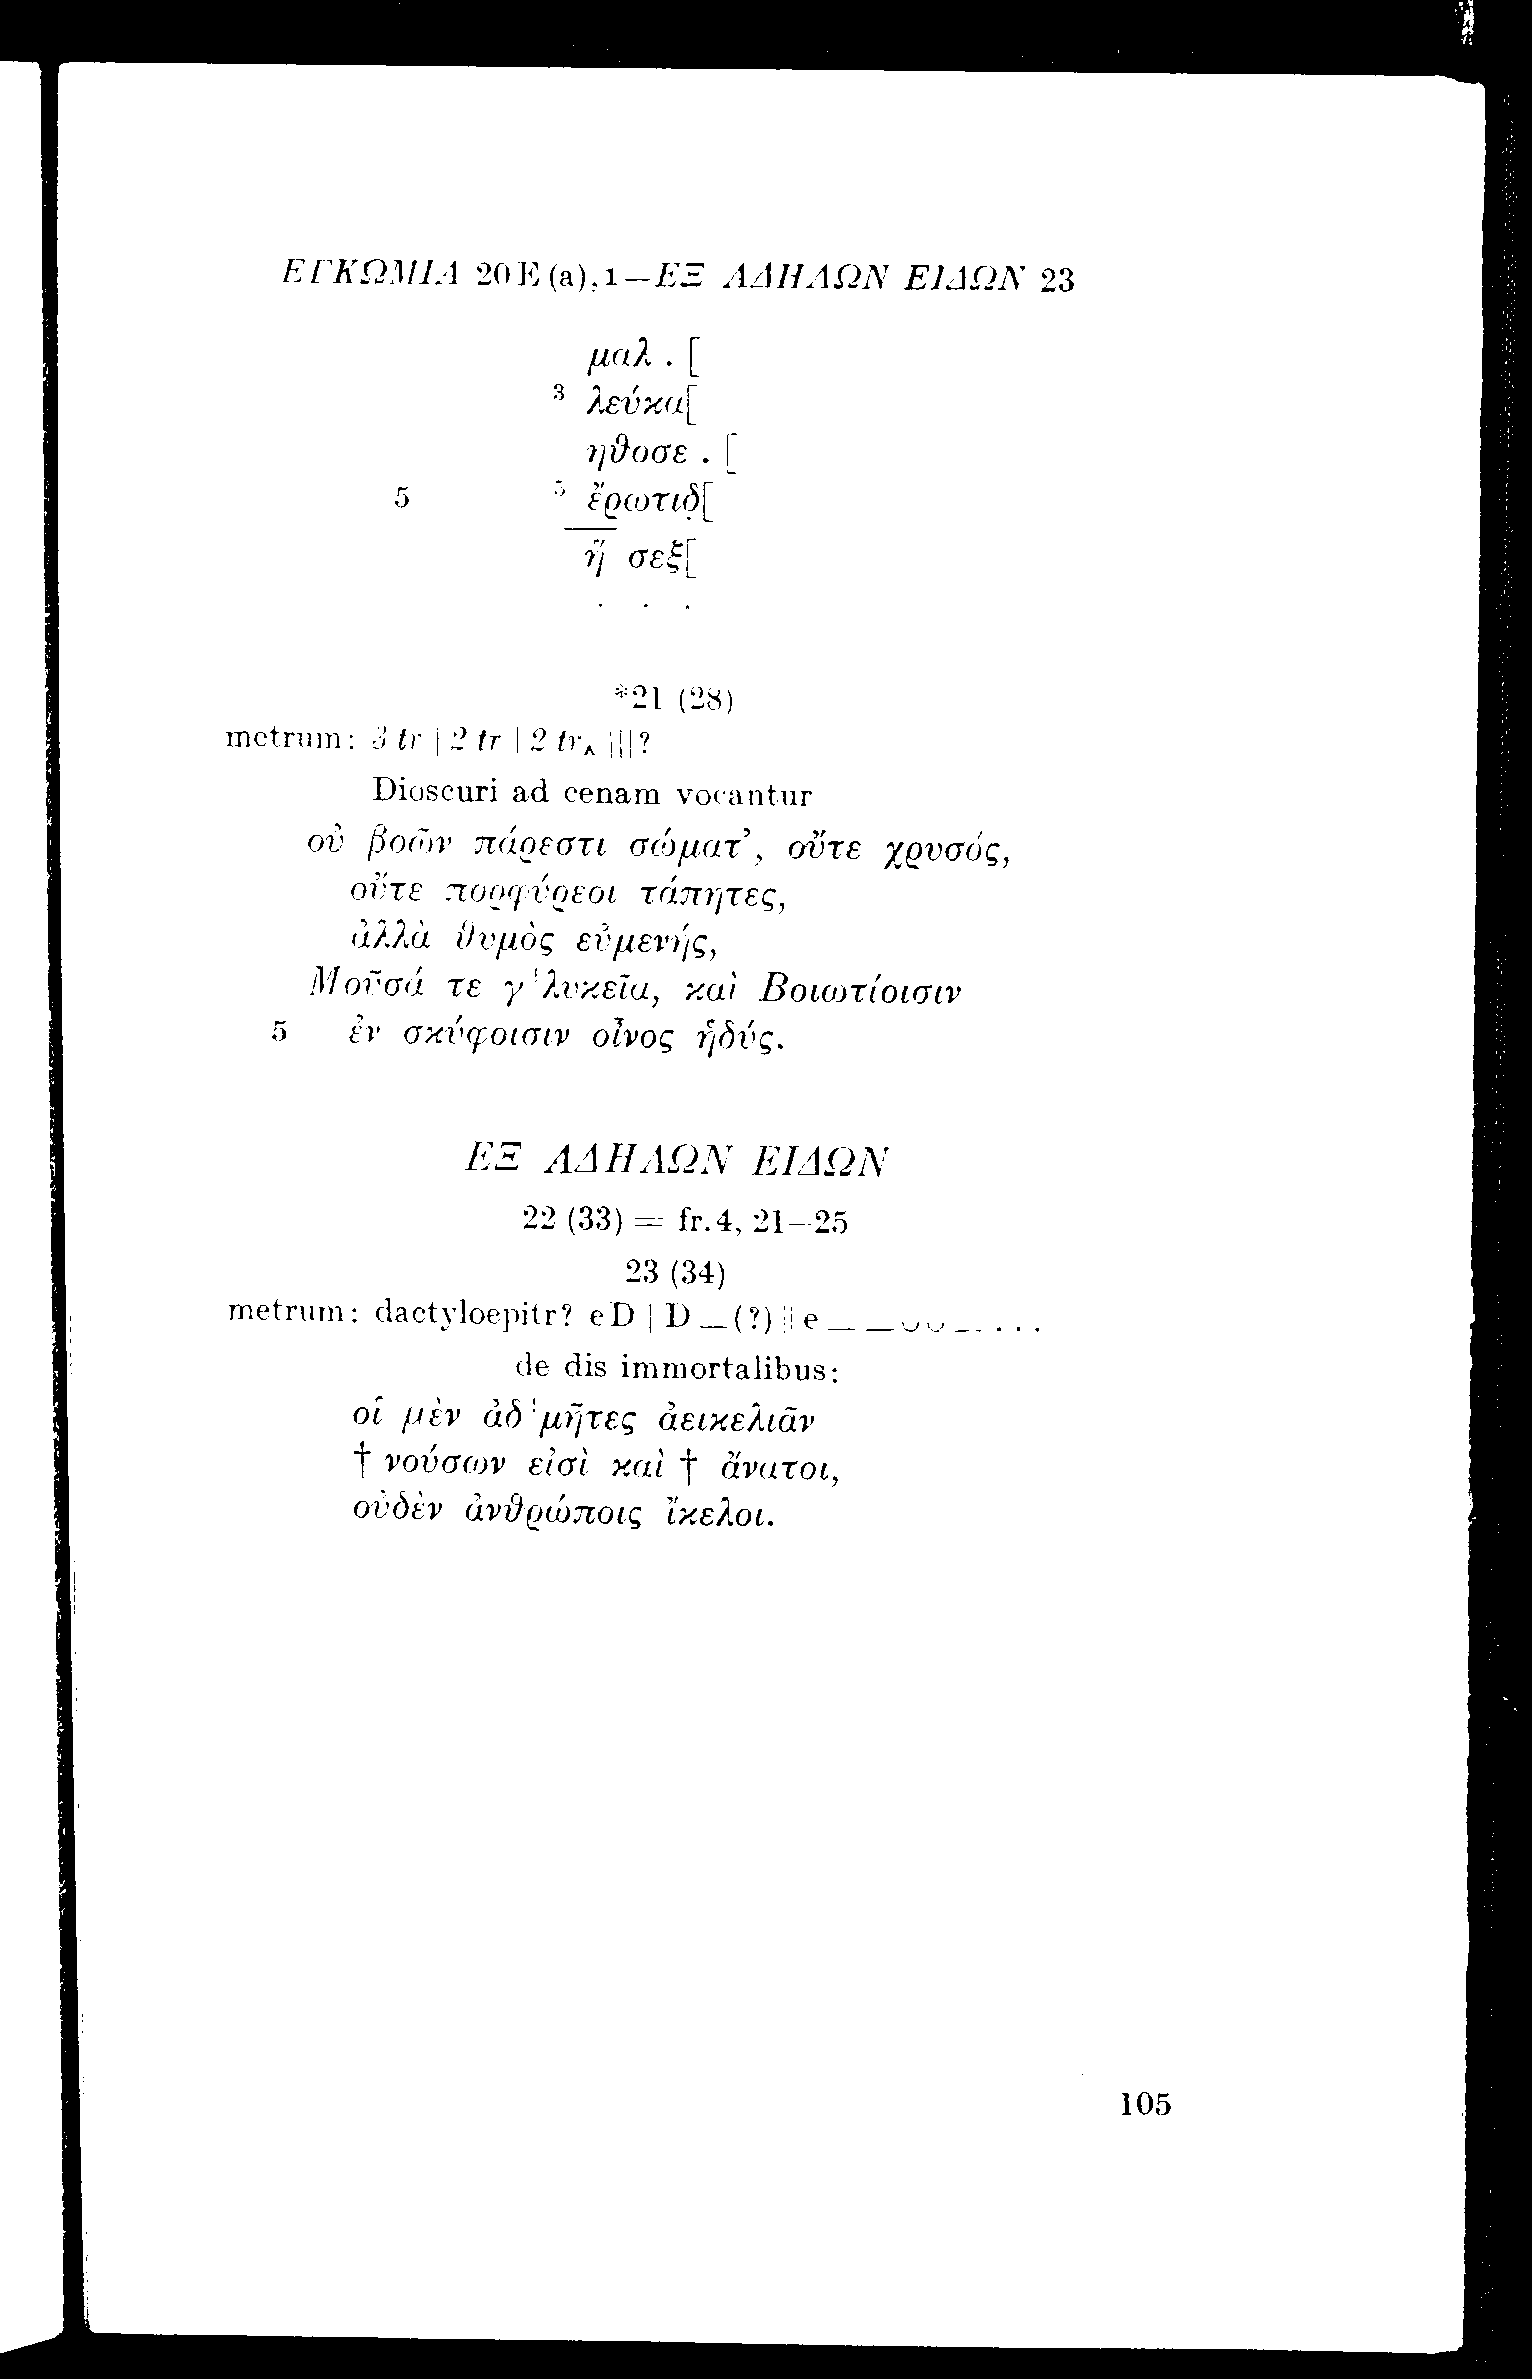 ΕΓΚΩΜΙΑ 20E(a),1—ΕΞ ΑΔΗΛΩΝ ΕΙΔΩΝ 23
μαλ . [
3 λεύκα[
ηθοσε . [
5 5 ἔρωτιδ̣[
ἤ σεξ[
. . .
*21 (28)
metrum: 3 tr | 2 tr | 2 tr‸ |||?
Dioscuri ad cenam vocantur
οὐ βοῶν πάρεστι σώματ’, οὔτε χρυσός,
οὔτε πορφύρεοι τάπητες,
ἀλλὰ θυμὸς εὐμενής,
Μοῦσά τε γ'λυκεῖα, καὶ Βοιωτίοισιν
5 ἐν σκύφοισιν οἶνος ἡδύς.
ΕΞ ΑΔΗΛΩΝ ΕΙΔΩΝ
22 (33) = fr. 4, 21–25
23 (34)
metrum: dactyloepitr? e D | D _ (?) || e _ _ ◡ ◡ _ . . . .
de dis immortalibus:
οἱ μὲν ἀδ'μῆτες ἀεικελιᾶν
† νούσων εἰσὶ καὶ † ἄνατοι,
οὐδὲν ἀνθρώποις ἴκελοι.
105